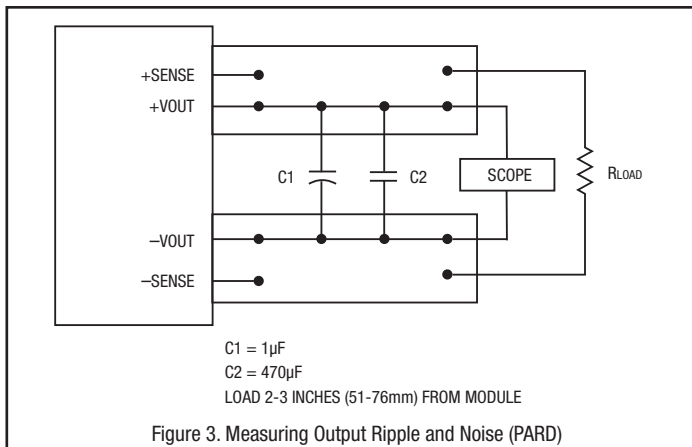 +SENSE
+VOUT
C1
C2
SCOPE
RLOAD
−VOUT
−SENSE
C1 = 1µF
C2 = 470µF
LOAD 2-3 INCHES (51-76mm) FROM MODULE
Figure 3. Measuring Output Ripple and Noise (PARD)